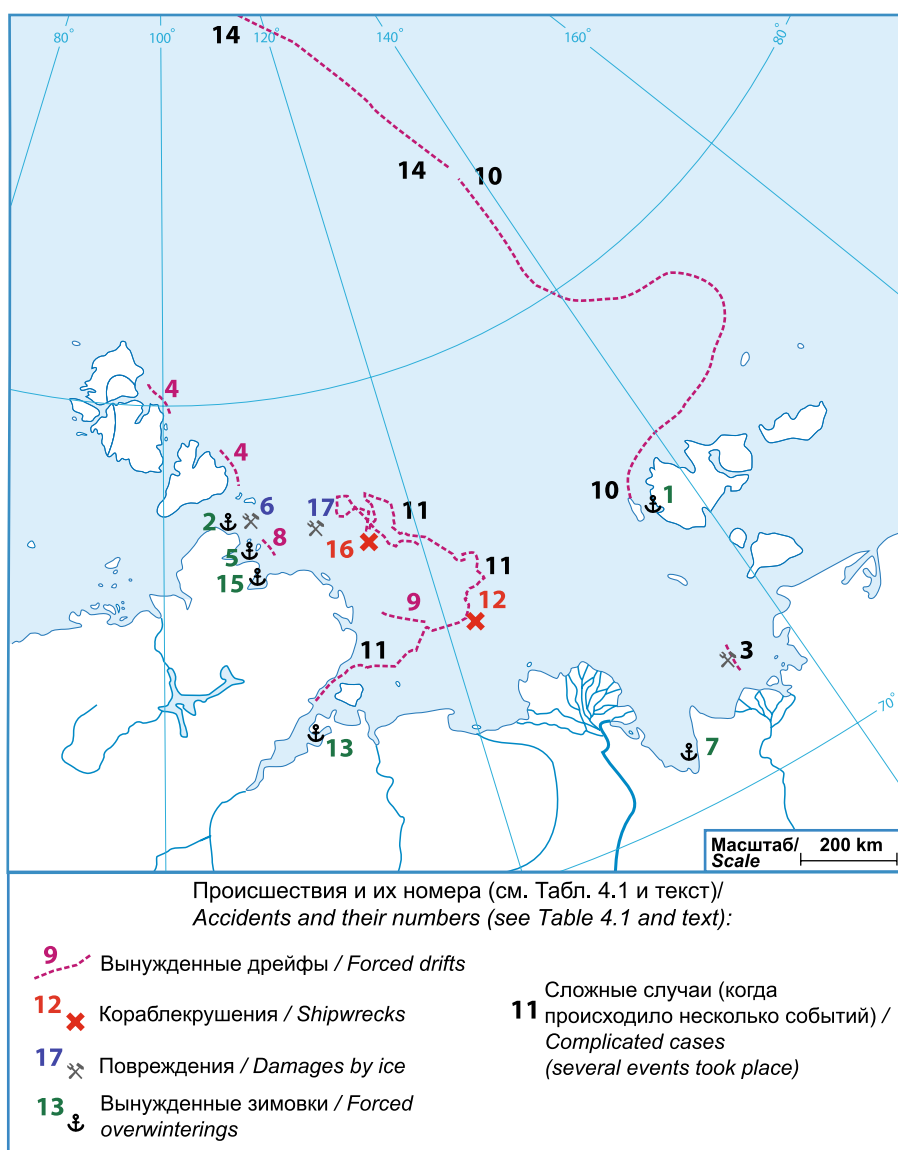 14
80°
100°
120°
140°
160°
80°
14
10
4
4
10
1
2
6
17
11
8
5
16
15
11
9
12
11
3
13
7
70°
Масштаб/
Scale
200 km
Происшествия и их номера (см. Табл. 4.1 и текст)/
Accidents and their numbers (see Table 4.1 and text):
9 Вынужденные дрейфы / Forced drifts
12 Кораблекрушения / Shipwrecks
17 Повреждения / Damages by ice
13 Вынужденные зимовки / Forced
overwinterings
11 Сложные случаи (когда
происходило несколько событий) /
Complicated cases
(several events took place)